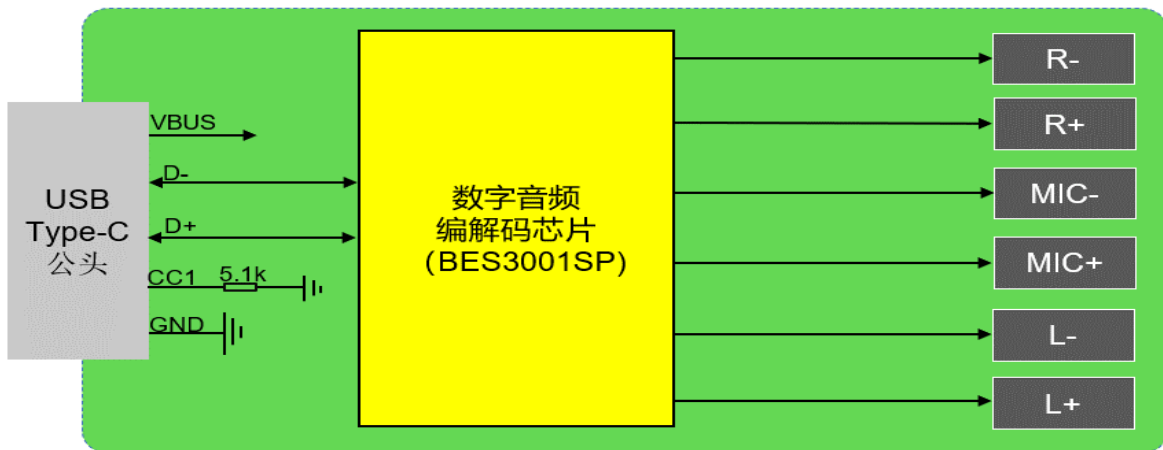 USB
Type-C
公头
VBUS
D-
D+
CC1
5.1k
GND
数字音频
编解码芯片
(BES3001SP)
R-
R+
MIC-
MIC+
L-
L+